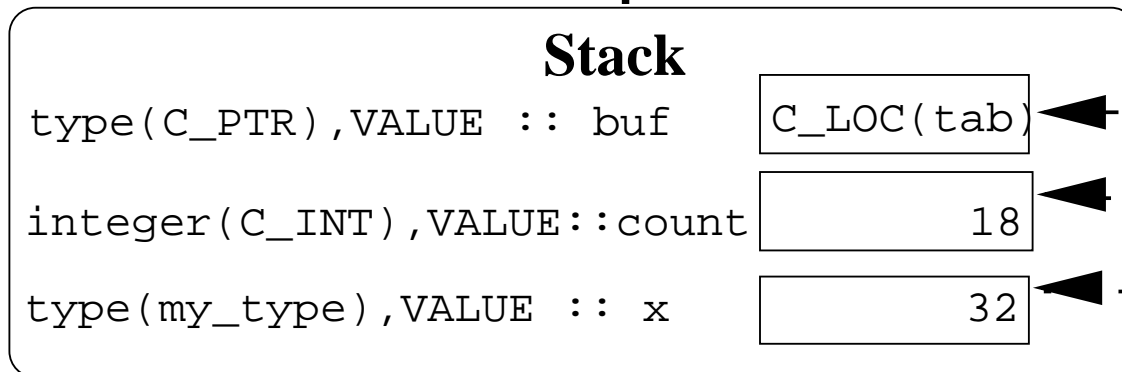 Stack
type(C_PTR),VALUE :: buf C_LOC(tab)
integer(C_INT),VALUE::count 18
type(my_type),VALUE :: x 32